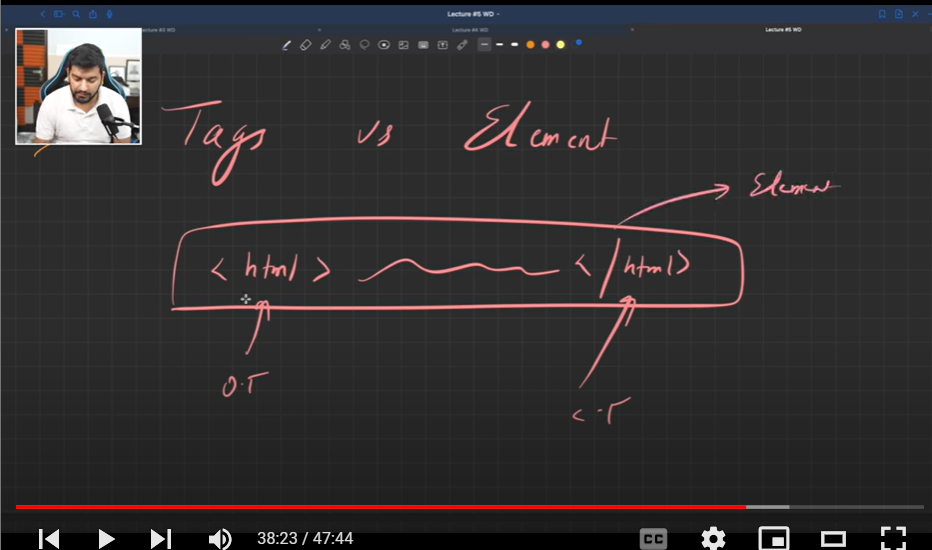 Lecture #5 WD
Lecture #3 WD
Lecture #4 WD
Lecture #5 WD
Tags vs Element
Element
< html > </html>
O.T
C.T
38:23 / 47:44
CC